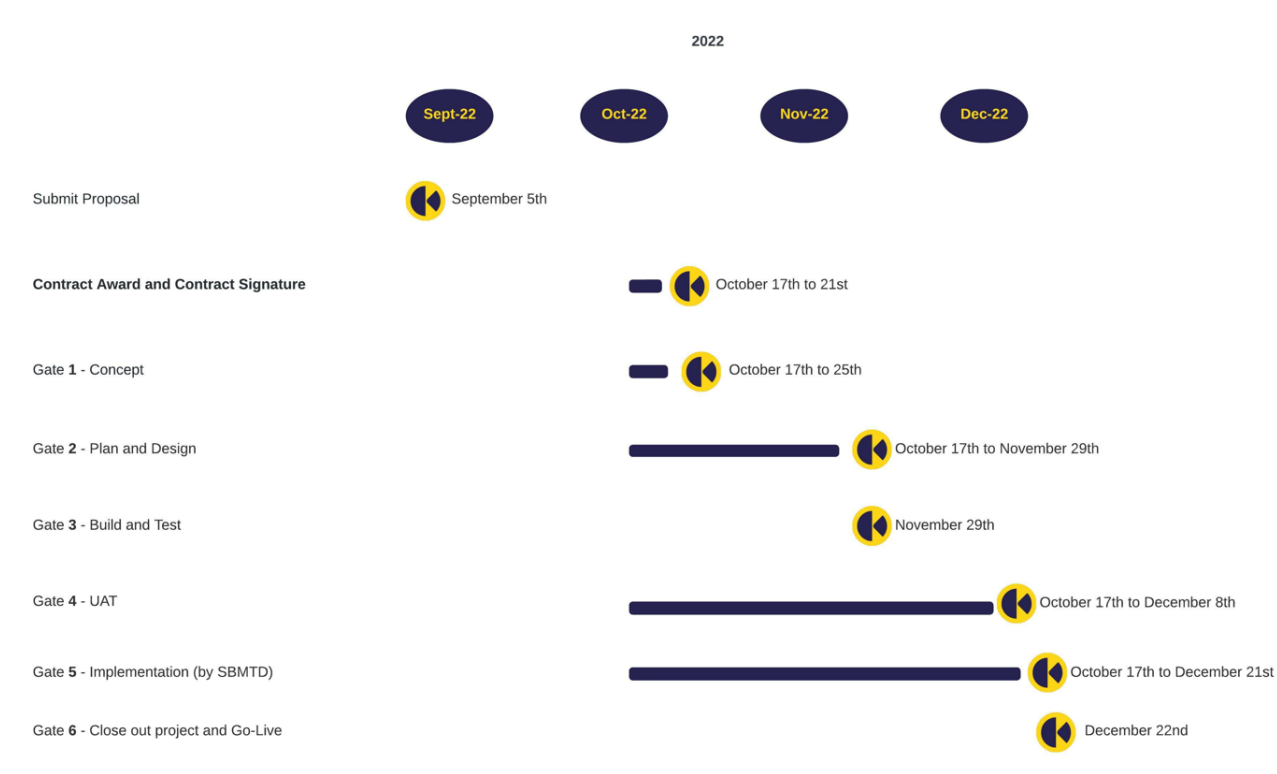 2022
Sept-22 Oct-22 Nov-22 Dec-22
Submit Proposal September 5th
Contract Award and Contract Signature October 17th to 21st
Gate 1 - Concept October 17th to 25th
Gate 2 - Plan and Design October 17th to November 29th
Gate 3 - Build and Test November 29th
Gate 4 - UAT October 17th to December 8th
Gate 5 - Implementation (by SBMTD) October 17th to December 21st
Gate 6 - Close out project and Go-Live December 22nd